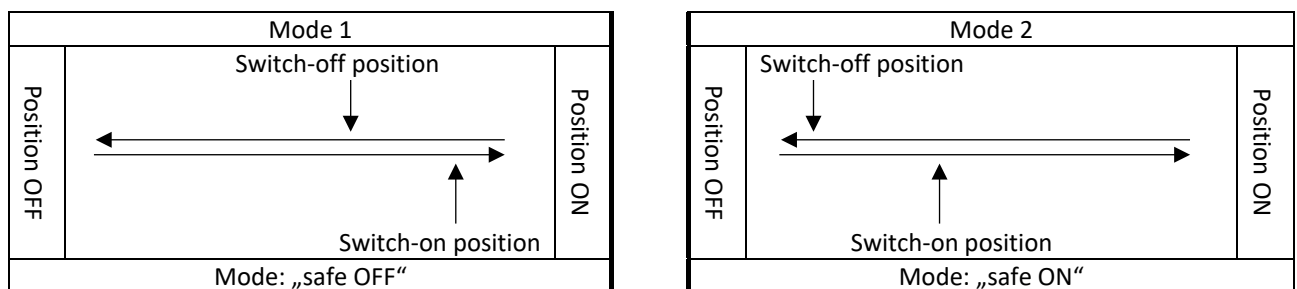 Mode 1
Position OFF
Switch-off position
Switch-on position
Position ON
Mode: „safe OFF“
Mode 2
Position OFF
Switch-off position
Switch-on position
Position ON
Mode: „safe ON“